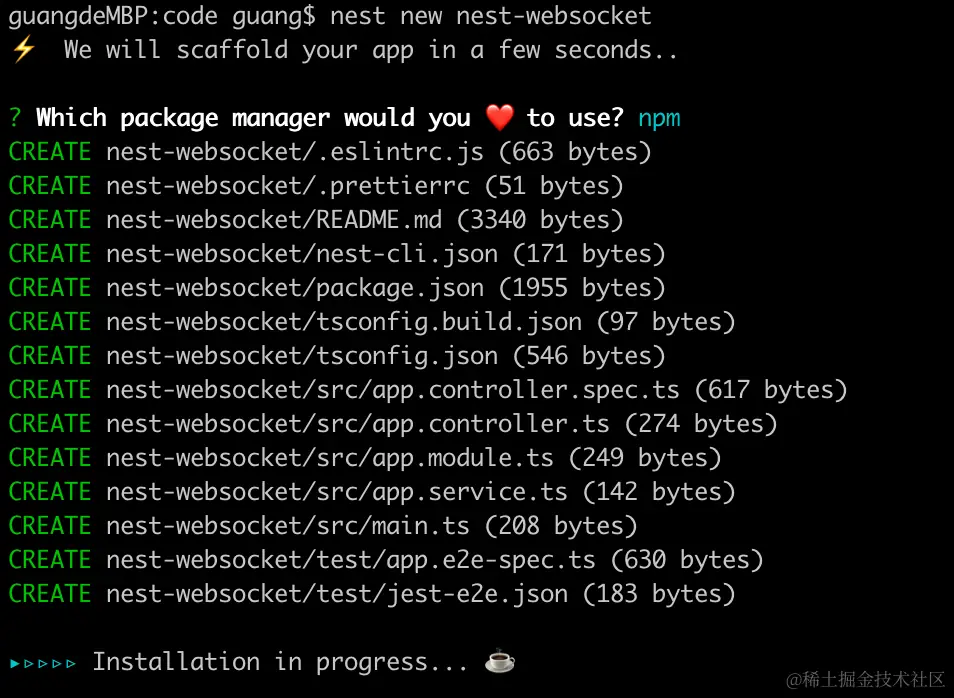 guangdeMBP:code guang$ nest new nest-websocket
⚡ We will scaffold your app in a few seconds..
? Which package manager would you ❤️ to use? npm
CREATE nest-websocket/.eslintrc.js (663 bytes)
CREATE nest-websocket/.prettierrc (51 bytes)
CREATE nest-websocket/README.md (3340 bytes)
CREATE nest-websocket/nest-cli.json (171 bytes)
CREATE nest-websocket/package.json (1955 bytes)
CREATE nest-websocket/tsconfig.build.json (97 bytes)
CREATE nest-websocket/tsconfig.json (546 bytes)
CREATE nest-websocket/src/app.controller.spec.ts (617 bytes)
CREATE nest-websocket/src/app.controller.ts (274 bytes)
CREATE nest-websocket/src/app.module.ts (249 bytes)
CREATE nest-websocket/src/app.service.ts (142 bytes)
CREATE nest-websocket/src/main.ts (208 bytes)
CREATE nest-websocket/test/app.e2e-spec.ts (630 bytes)
CREATE nest-websocket/test/jest-e2e.json (183 bytes)
▸▹▹▹▹ Installation in progress... ☕
@稀土掘金技术社区